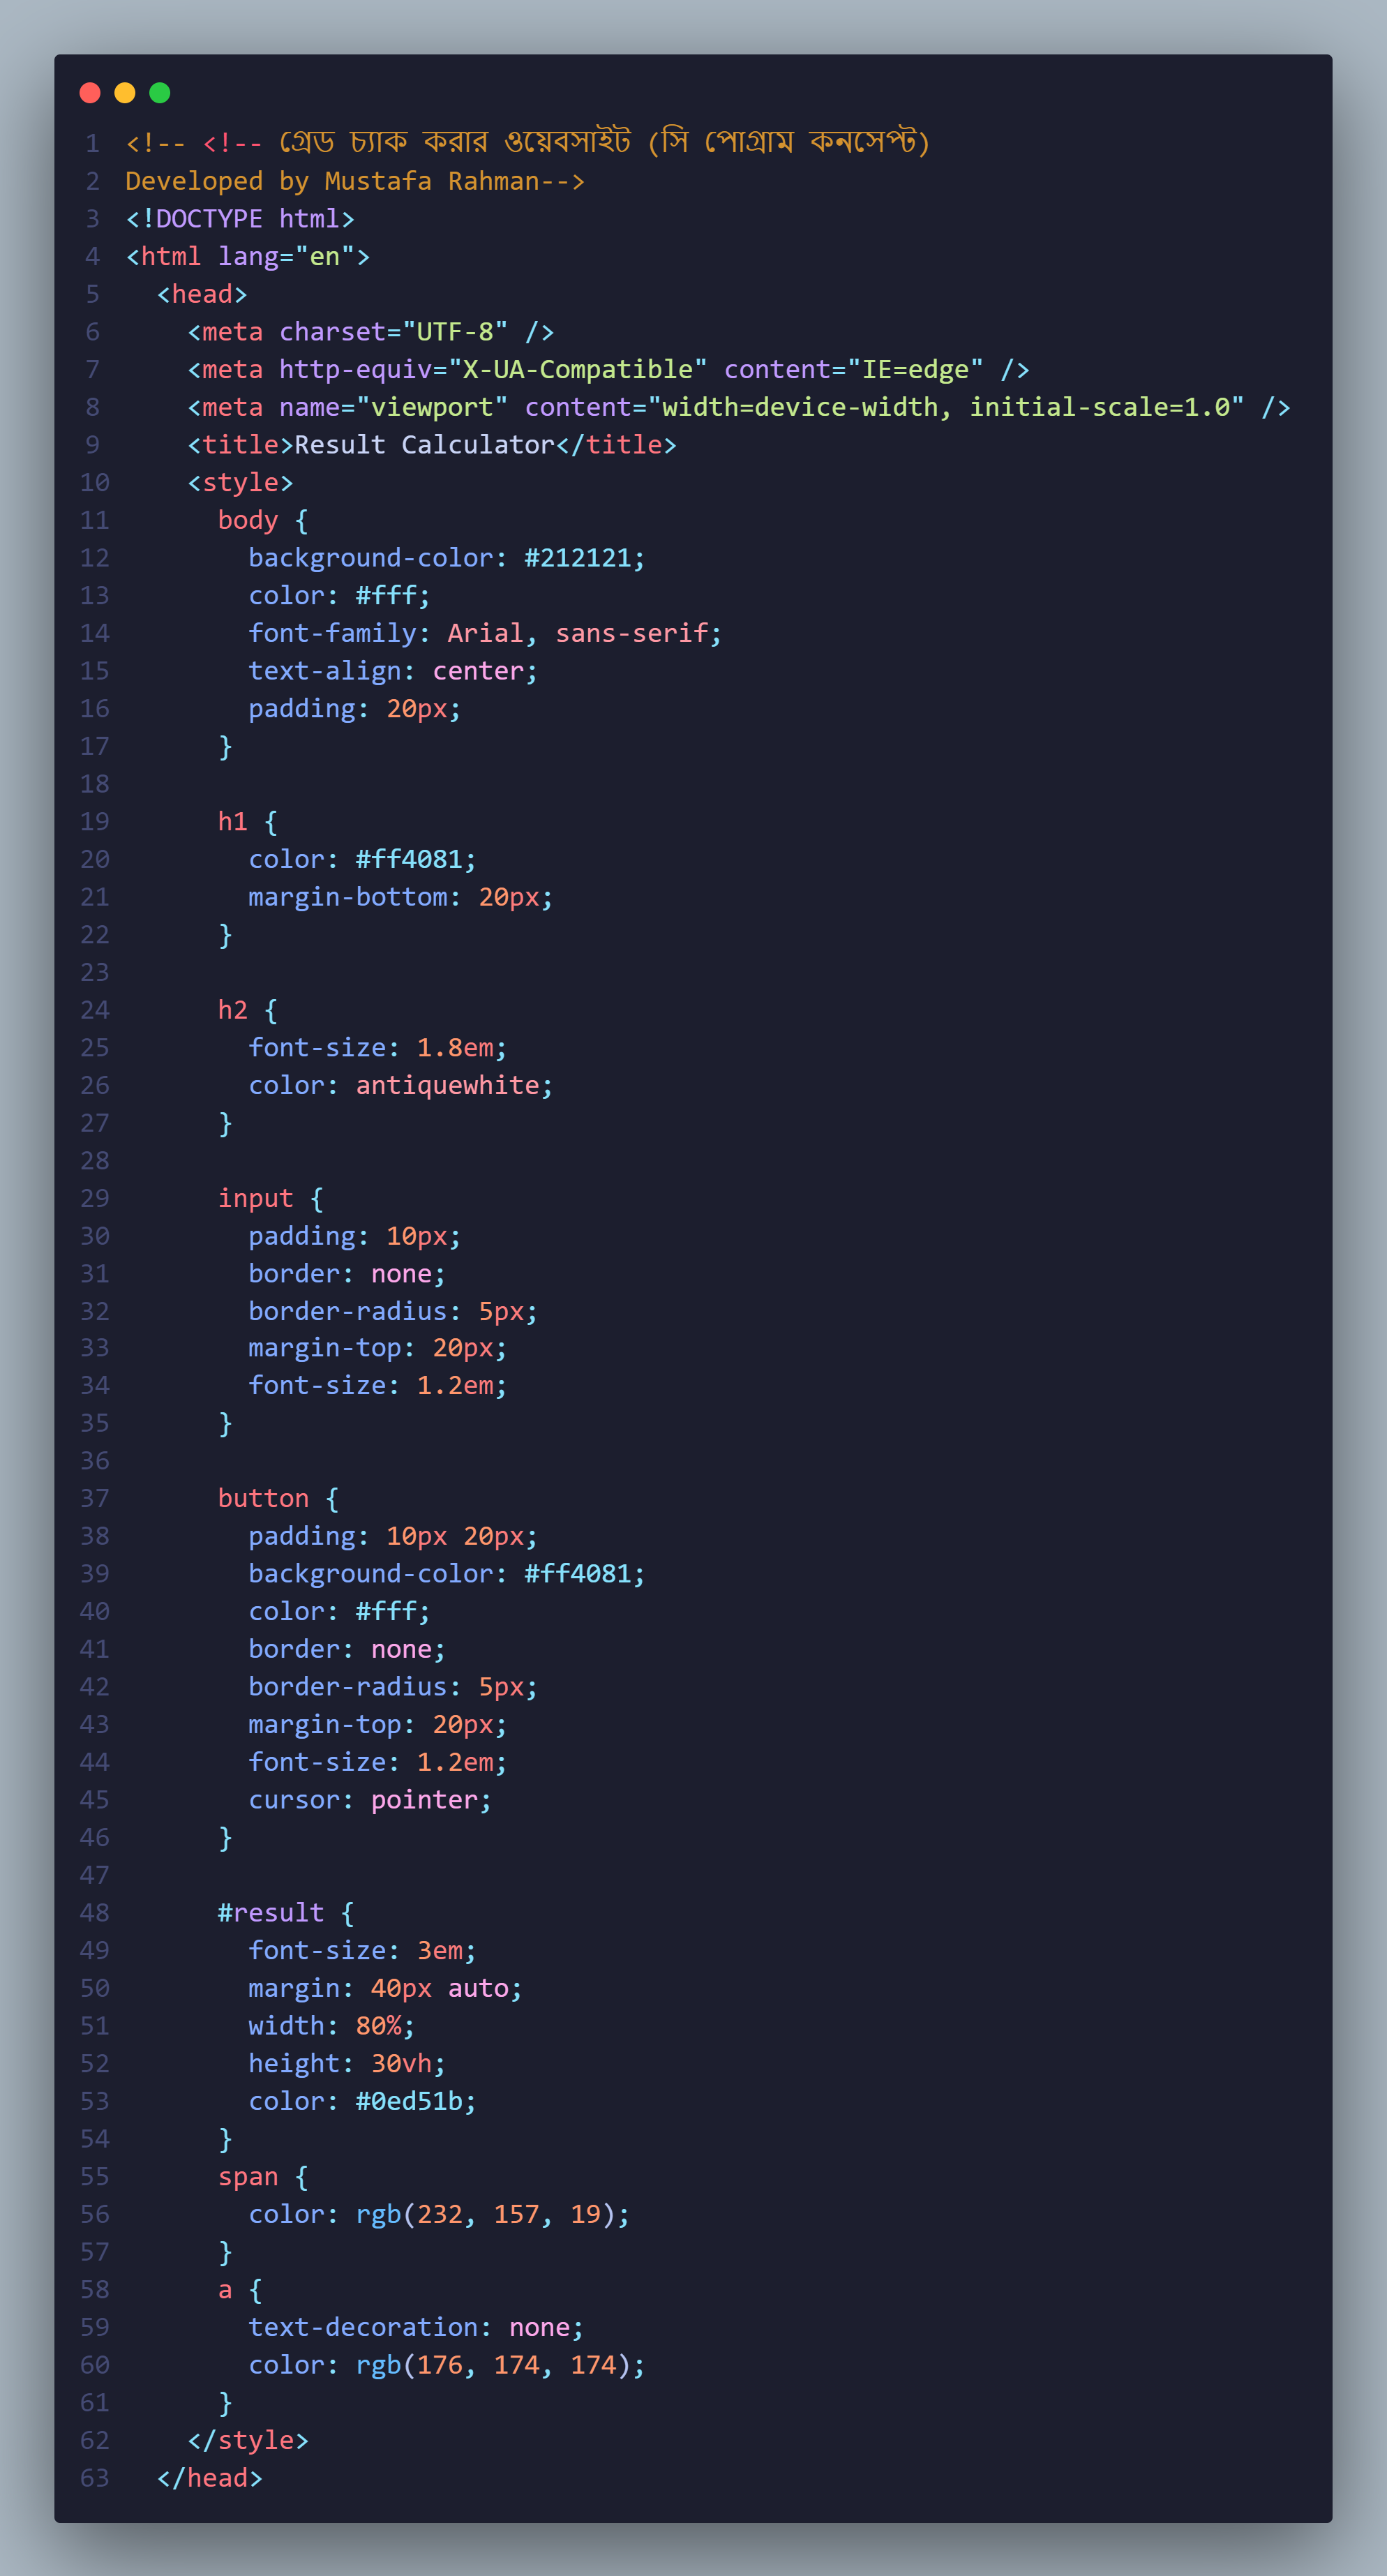 1 <!-- <!-- গ্রেড চ্যাক করার ওয়েবসাইট (সি পোগ্রাম কনসেপ্ট)
2 Developed by Mustafa Rahman-->
3 <!DOCTYPE html>
4 <html lang="en">
5   <head>
6     <meta charset="UTF-8" />
7     <meta http-equiv="X-UA-Compatible" content="IE=edge" />
8     <meta name="viewport" content="width=device-width, initial-scale=1.0" />
9     <title>Result Calculator</title>
10     <style>
11       body {
12         background-color: #212121;
13         color: #fff;
14         font-family: Arial, sans-serif;
15         text-align: center;
16         padding: 20px;
17       }
18
19       h1 {
20         color: #ff4081;
21         margin-bottom: 20px;
22       }
23
24       h2 {
25         font-size: 1.8em;
26         color: antiquewhite;
27       }
28
29       input {
30         padding: 10px;
31         border: none;
32         border-radius: 5px;
33         margin-top: 20px;
34         font-size: 1.2em;
35       }
36
37       button {
38         padding: 10px 20px;
39         background-color: #ff4081;
40         color: #fff;
41         border: none;
42         border-radius: 5px;
43         margin-top: 20px;
44         font-size: 1.2em;
45         cursor: pointer;
46       }
47
48       #result {
49         font-size: 3em;
50         margin: 40px auto;
51         width: 80%;
52         height: 30vh;
53         color: #0ed51b;
54       }
55       span {
56         color: rgb(232, 157, 19);
57       }
58       a {
59         text-decoration: none;
60         color: rgb(176, 174, 174);
61       }
62     </style>
63   </head>